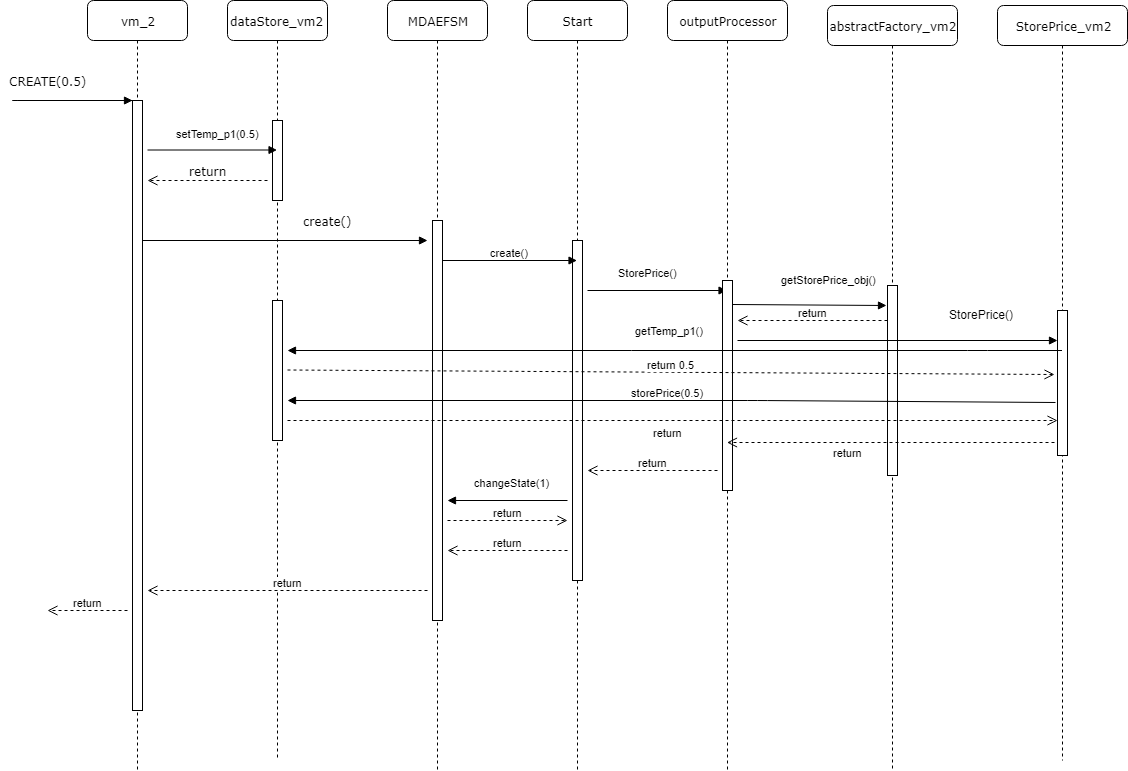 vm_2
dataStore_vm2
MDAEFSM
Start
outputProcessor
abstractFactory_vm2
StorePrice_vm2
CREATE(0.5)
setTemp_p1(0.5)
return
create()
create()
StorePrice()
getStorePrice_obj()
return
StorePrice()
getTemp_p1()
return 0.5
storePrice(0.5)
return
return
return
changeState(1)
return
return
return
return